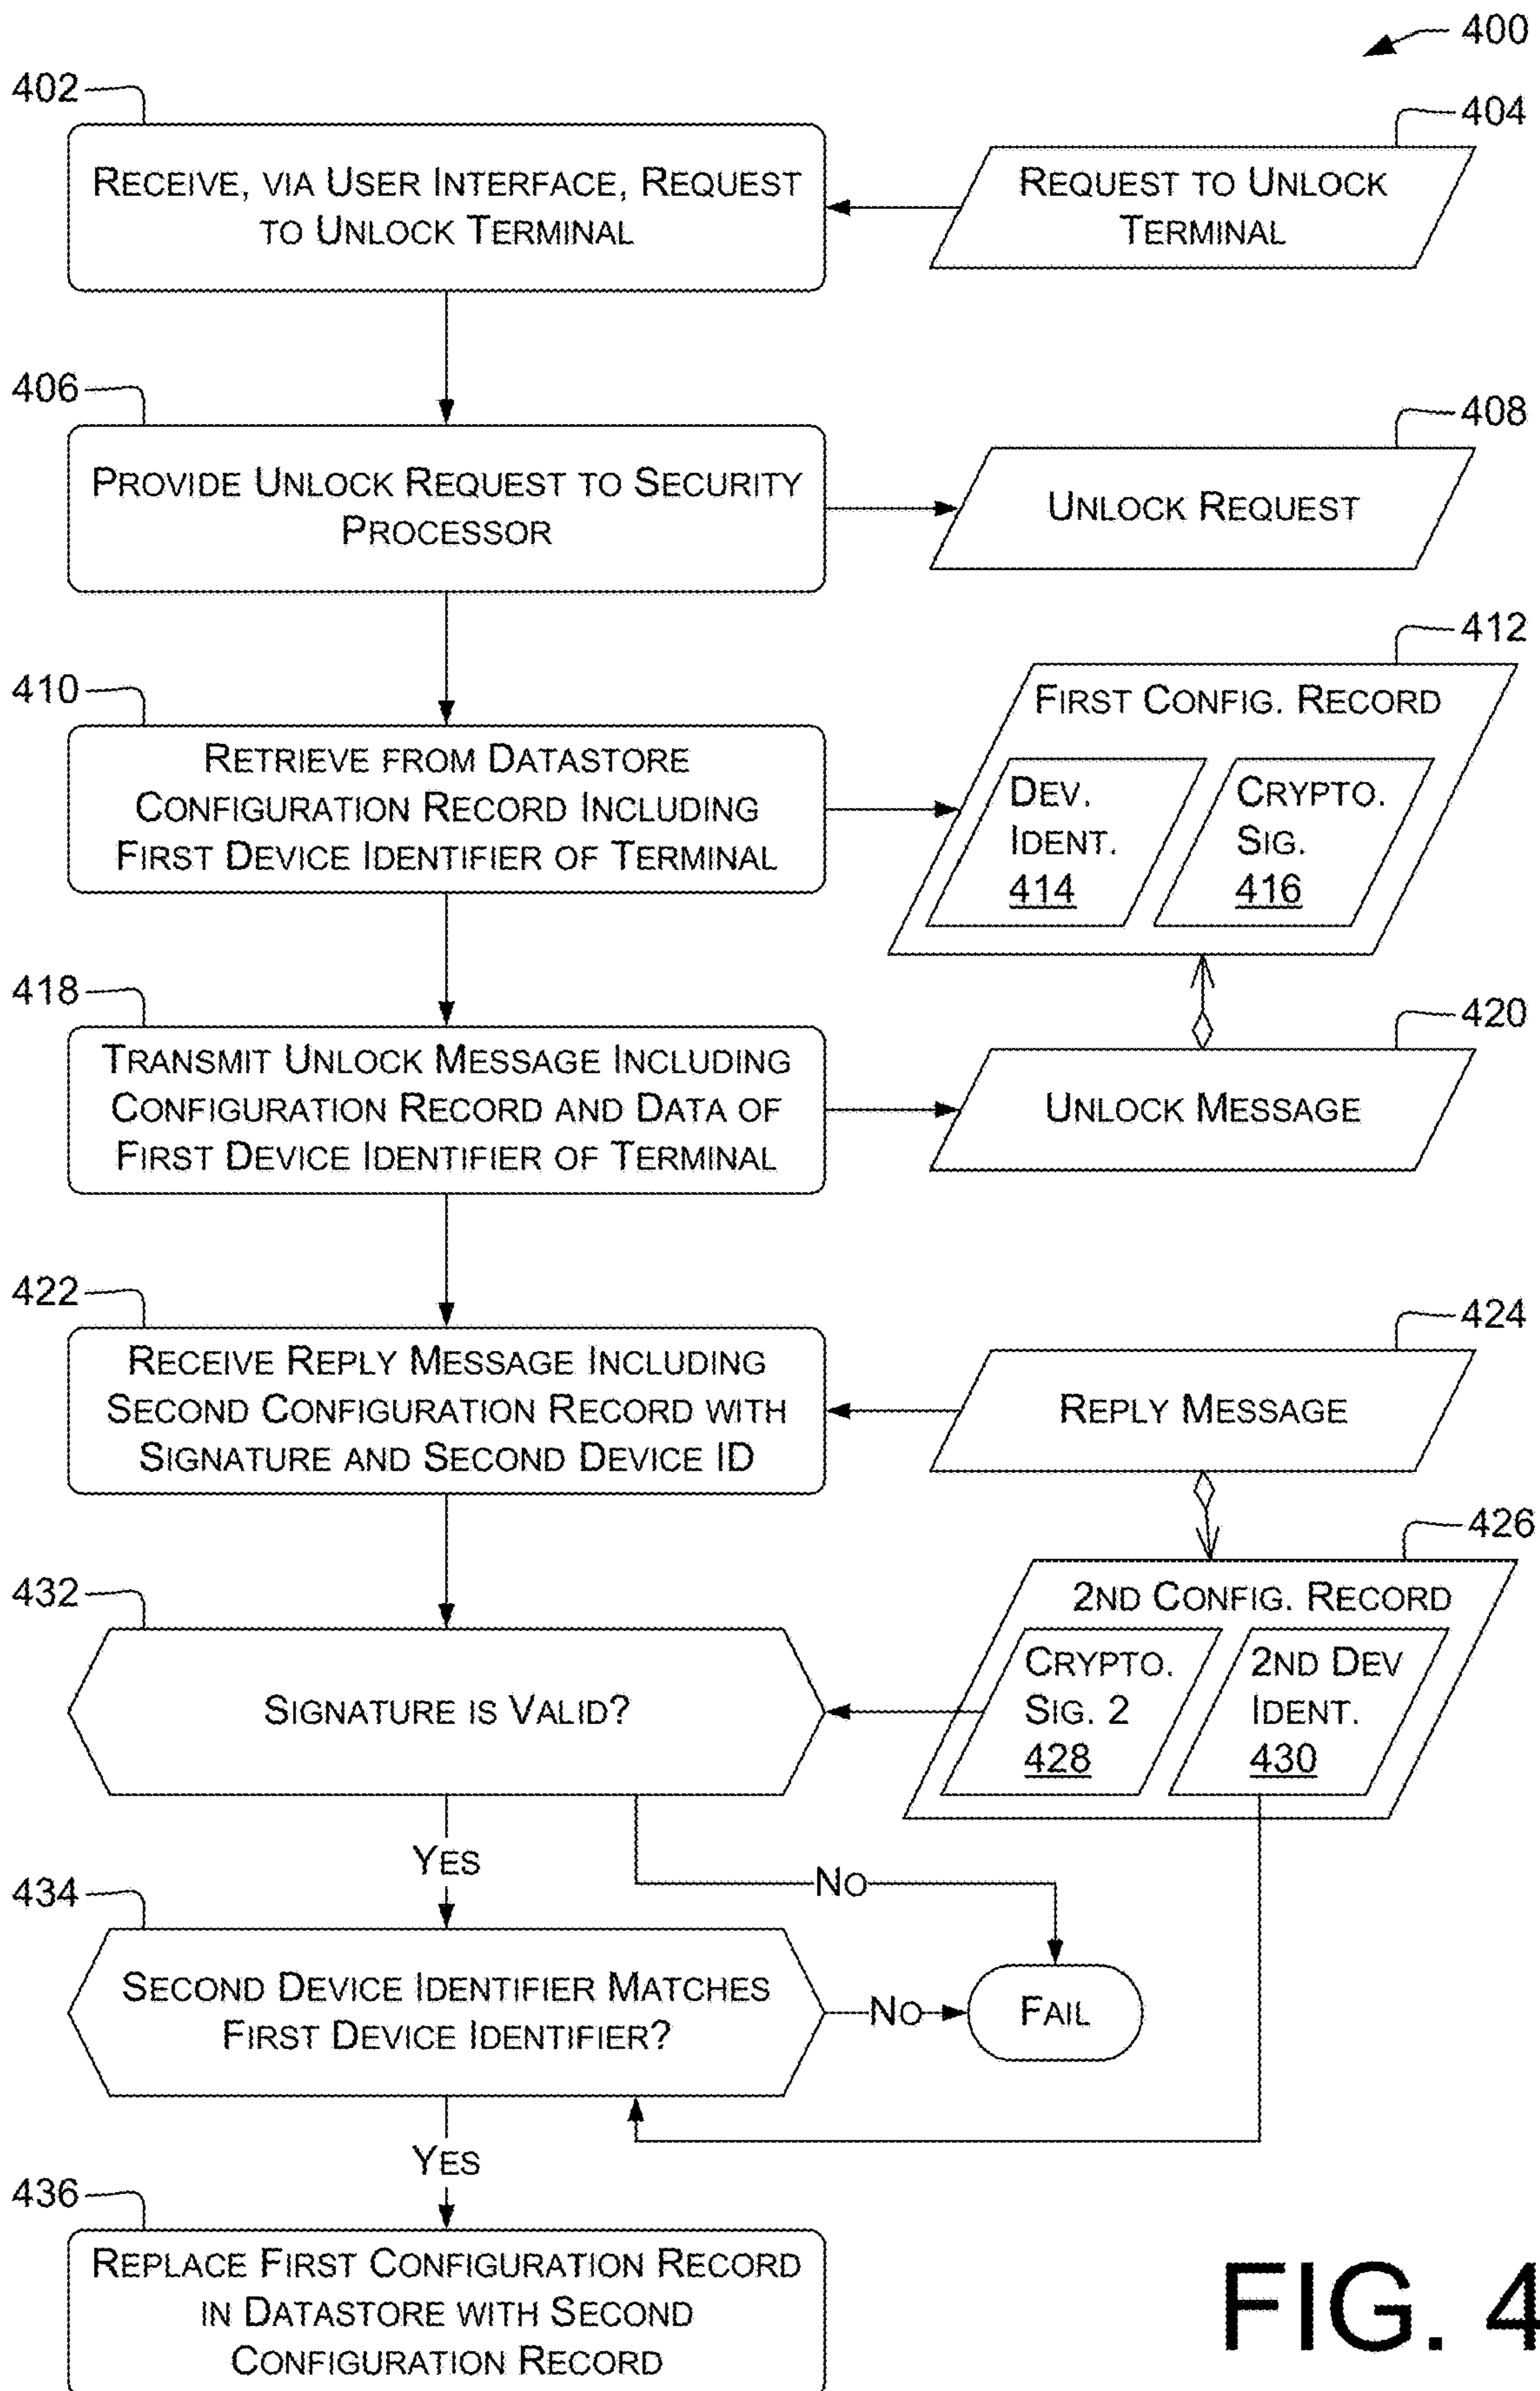 400
402
404
RECEIVE, VIA USER INTERFACE, REQUEST
TO UNLOCK TERMINAL
REQUEST TO UNLOCK
TERMINAL
406
408
PROVIDE UNLOCK REQUEST TO SECURITY
PROCESSOR
UNLOCK REQUEST
410
412
RETRIEVE FROM DATASTORE
CONFIGURATION RECORD INCLUDING
FIRST DEVICE IDENTIFIER OF TERMINAL
FIRST CONFIG. RECORD
DEV.
IDENT.
414
CRYPTO.
SIG.
416
418
420
TRANSMIT UNLOCK MESSAGE INCLUDING
CONFIGURATION RECORD AND DATA OF
FIRST DEVICE IDENTIFIER OF TERMINAL
UNLOCK MESSAGE
422
424
RECEIVE REPLY MESSAGE INCLUDING
SECOND CONFIGURATION RECORD WITH
SIGNATURE AND SECOND DEVICE ID
REPLY MESSAGE
426
432
2ND CONFIG. RECORD
CRYPTO.
SIG. 2
428
2ND DEV
IDENT.
430
SIGNATURE IS VALID?
YES
NO
434
SECOND DEVICE IDENTIFIER MATCHES
FIRST DEVICE IDENTIFIER?
NO
FAIL
YES
436
REPLACE FIRST CONFIGURATION RECORD
IN DATASTORE WITH SECOND
CONFIGURATION RECORD
FIG. 4